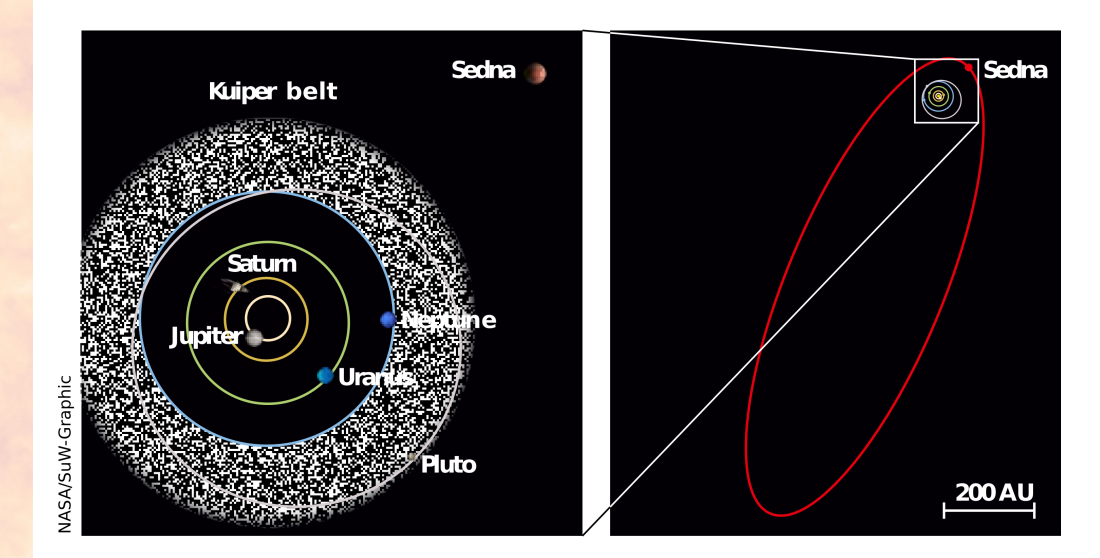 Sedna
Kuiper belt
Saturn
Jupiter
Neptune
Uranus
Pluto
NASA/SuW-Graphic
Sedna
200 AU